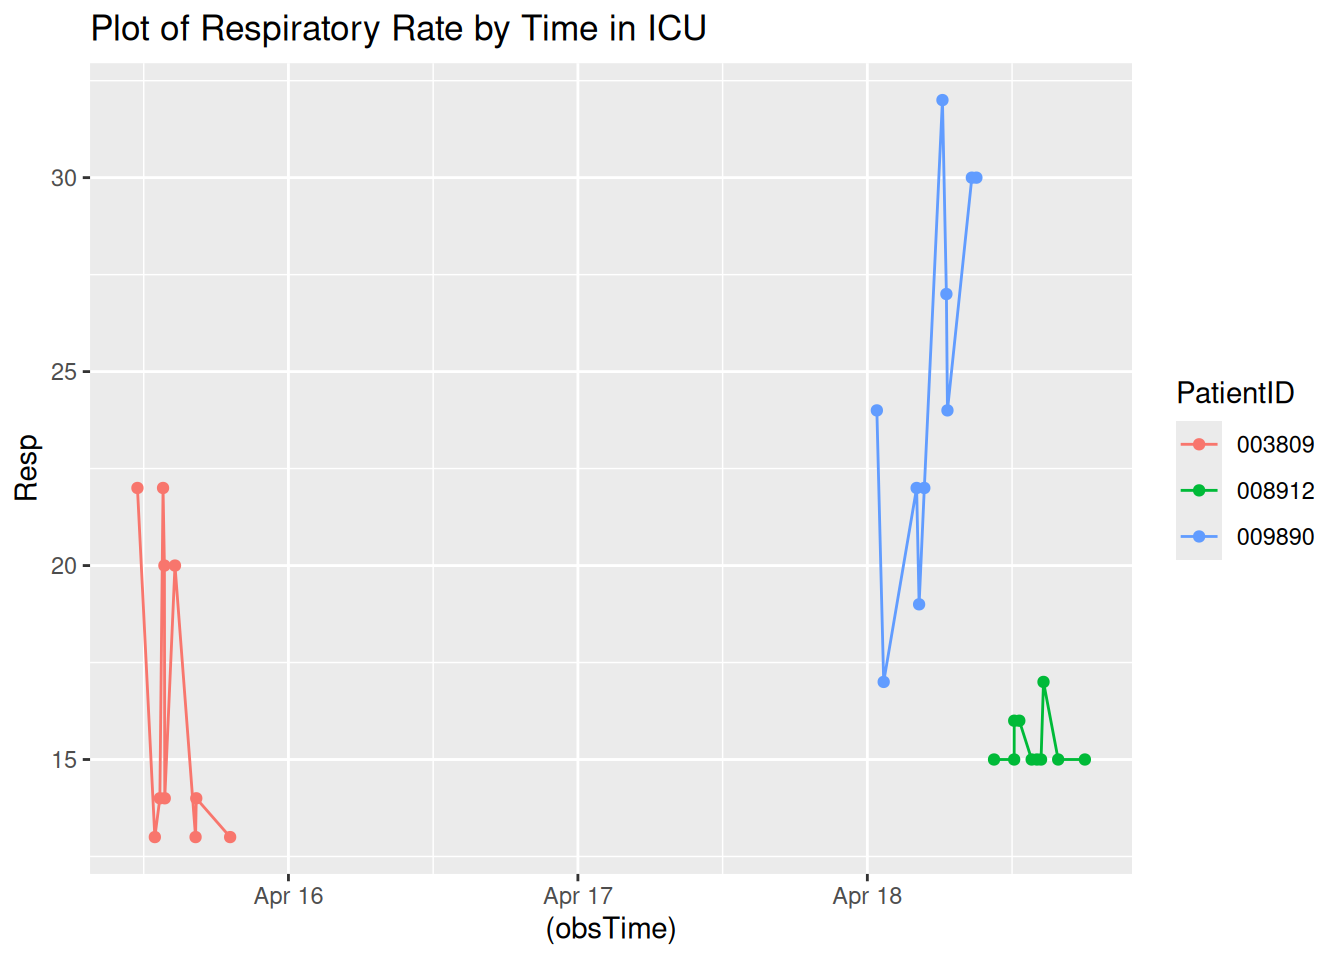 Plot of Respiratory Rate by Time in ICU
30
25
20
15
Resp
Apr 16
Apr 17
Apr 18
(obsTime)
PatientID
003809
008912
009890